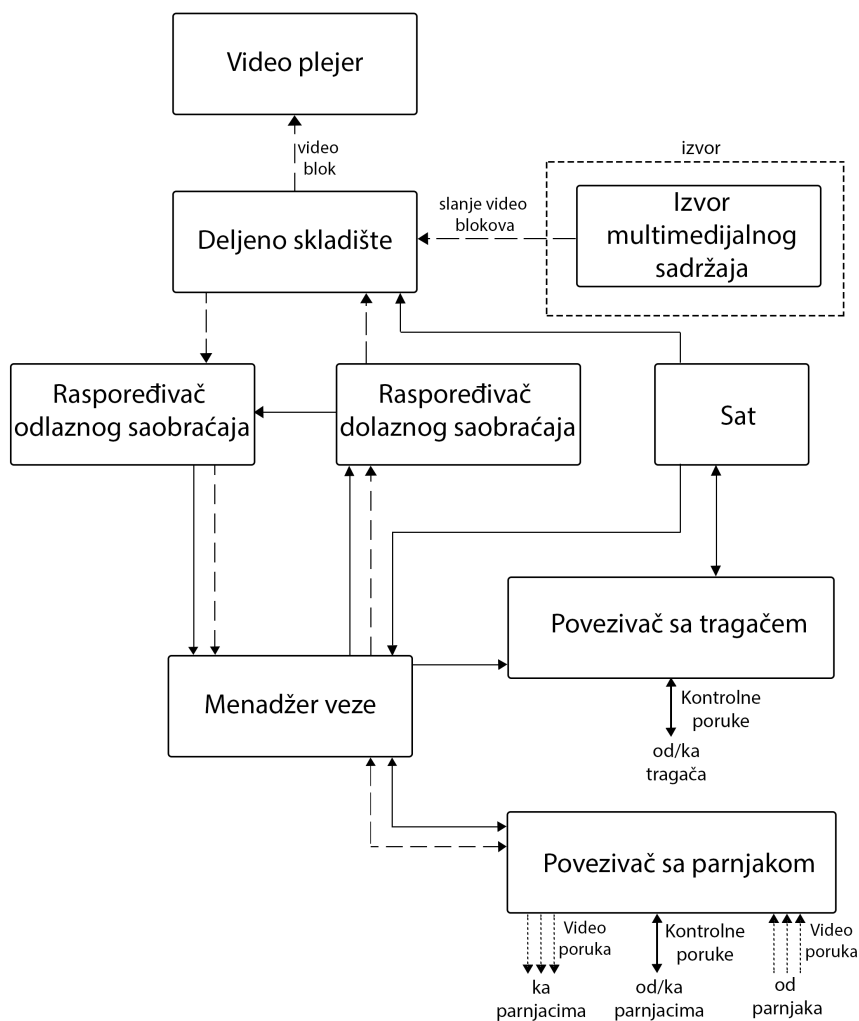 Video plejer
video
blok
izvor
Deljeno skladište
slanje video
blokova
Izvor
multimedijalnog
sadržaja
Raspoređivač
odlaznog saobraćaja
Raspoređivač
dolaznog saobraćaja
Sat
Povezivač sa tragačem
Menadžer veze
Kontrolne
poruke
od/ka
tragača
Povezivač sa parnjakom
Video
poruka
Kontrolne
poruke
Video
poruka
ka
parnjacima
od/ka
parnjacima
od
parnjaka